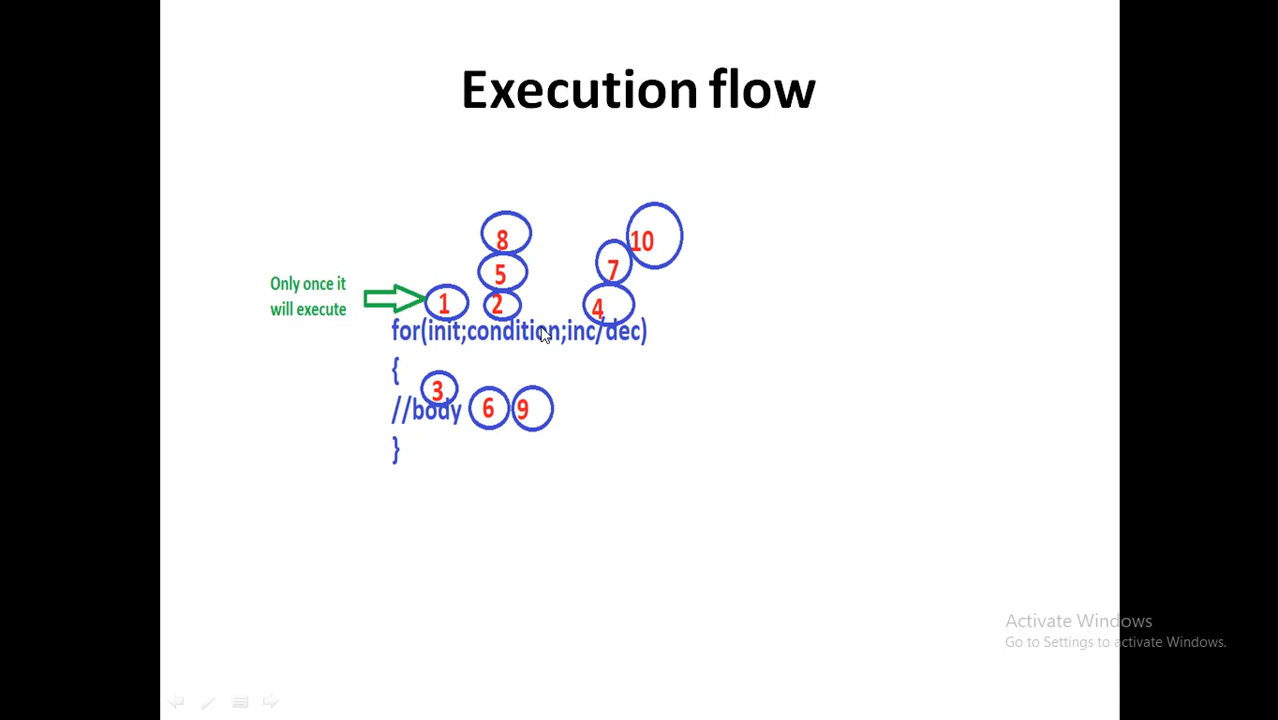 Execution flow
10
8
7
5
Only once it
will execute
1
2
4
for(init;condition;inc/dec)
{
3
//body 6 9
}
Activate Windows
Go to Settings to activate Windows.